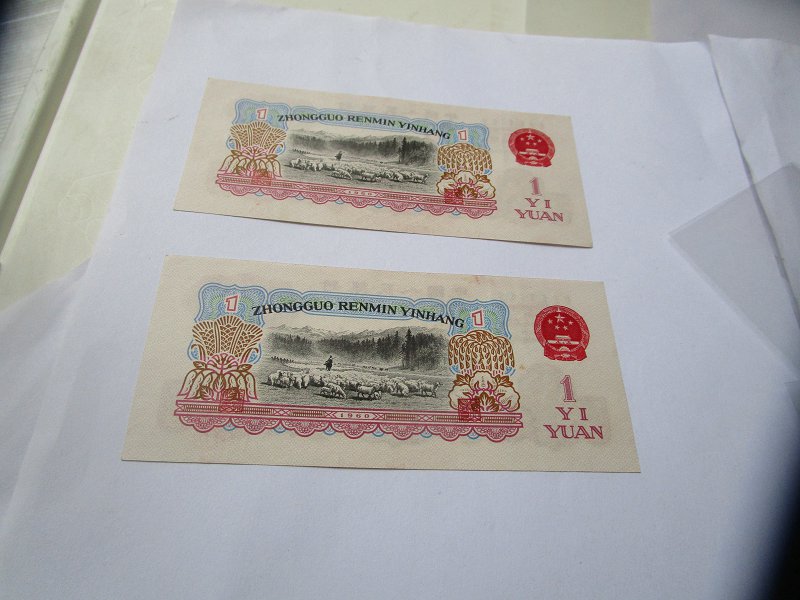 1 ZHONGGUO RENMIN YINHANG 1
1960
1
YI
YUAN
1 ZHONGGUO RENMIN YINHANG 1
1960
1
YI
YUAN